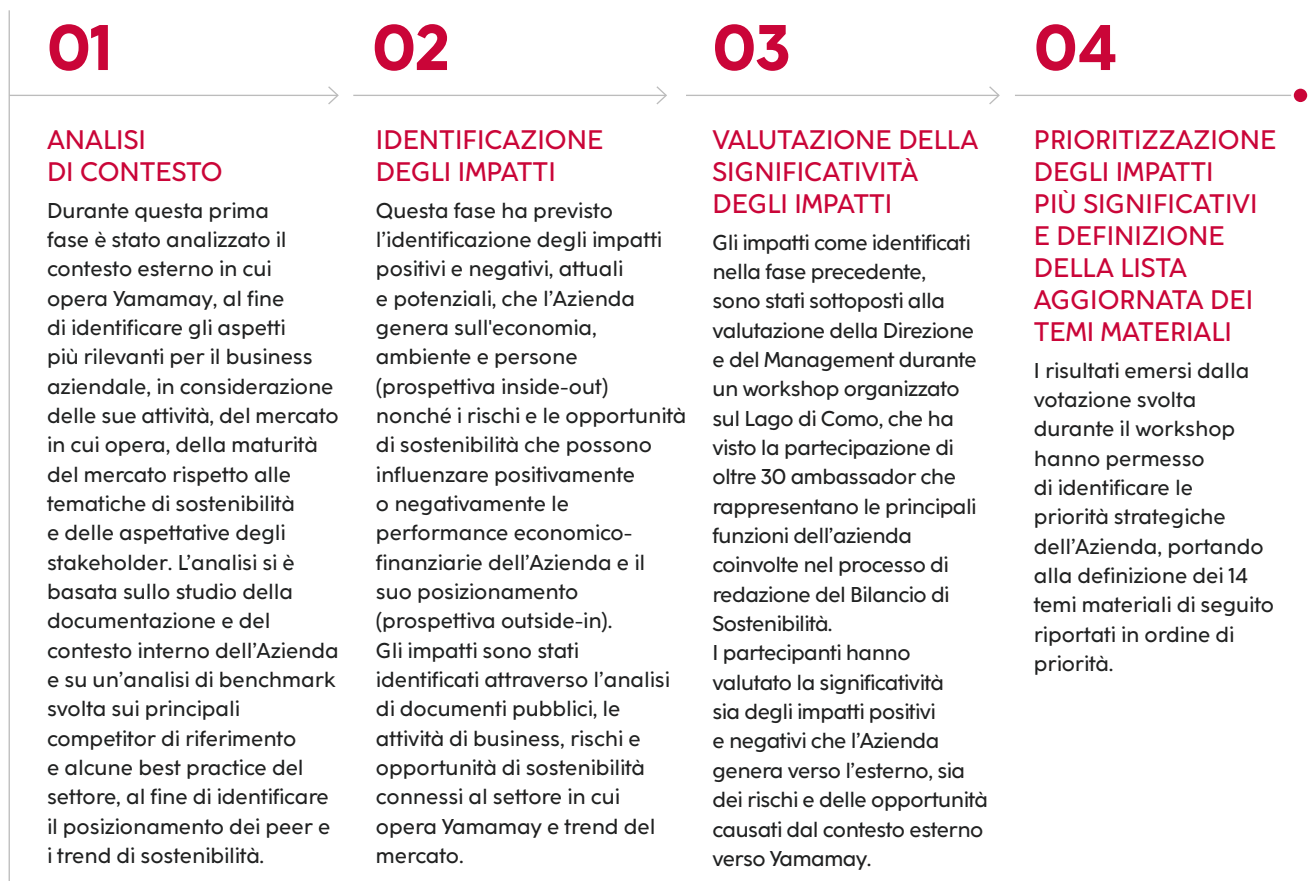 01
ANALISI
DI CONTESTO
Durante questa prima
fase è stato analizzato il
contesto esterno in cui
opera Yamamay, al fine
di identificare gli aspetti
più rilevanti per il business
aziendale, in considerazione
delle sue attività, del mercato
in cui opera, della maturità
del mercato rispetto alle
tematiche di sostenibilità
e delle aspettative degli
stakeholder. L’analisi si è
basata sullo studio della
documentazione e del
contesto interno dell’Azienda
e su un’analisi di benchmark
svolta sui principali
competitor di riferimento
e alcune best practice del
settore, al fine di identificare
il posizionamento dei peer e
i trend di sostenibilità.
02
IDENTIFICAZIONE
DEGLI IMPATTI
Questa fase ha previsto
l’identificazione degli impatti
positivi e negativi, attuali
e potenziali, che l’Azienda
genera sull'economia,
ambiente e persone
(prospettiva inside-out)
nonché i rischi e le opportunità
di sostenibilità che possono
influenzare positivamente
o negativamente le
performance economico-
finanziarie dell’Azienda e il
suo posizionamento
(prospettiva outside-in).
Gli impatti sono stati
identificati attraverso l’analisi
di documenti pubblici, le
attività di business, rischi e
opportunità di sostenibilità
connessi al settore in cui
opera Yamamay e trend del
mercato.
03
VALUTAZIONE DELLA
SIGNIFICATIVITÀ
DEGLI IMPATTI
Gli impatti come identificati
nella fase precedente,
sono stati sottoposti alla
valutazione della Direzione
e del Management durante
un workshop organizzato
sul Lago di Como, che ha
visto la partecipazione di
oltre 30 ambassador che
rappresentano le principali
funzioni dell’azienda
coinvolte nel processo di
redazione del Bilancio di
Sostenibilità.
I partecipanti hanno
valutato la significatività
sia degli impatti positivi
e negativi che l’Azienda
genera verso l’esterno, sia
dei rischi e delle opportunità
causati dal contesto esterno
verso Yamamay.
04
PRIORITIZZAZIONE
DEGLI IMPATTI
PIÙ SIGNIFICATIVI
E DEFINIZIONE
DELLA LISTA
AGGIORNATA DEI
TEMI MATERIALI
I risultati emersi dalla
votazione svolta
durante il workshop
hanno permesso
di identificare le
priorità strategiche
dell’Azienda, portando
alla definizione dei 14
temi materiali di seguito
riportati in ordine di
priorità.